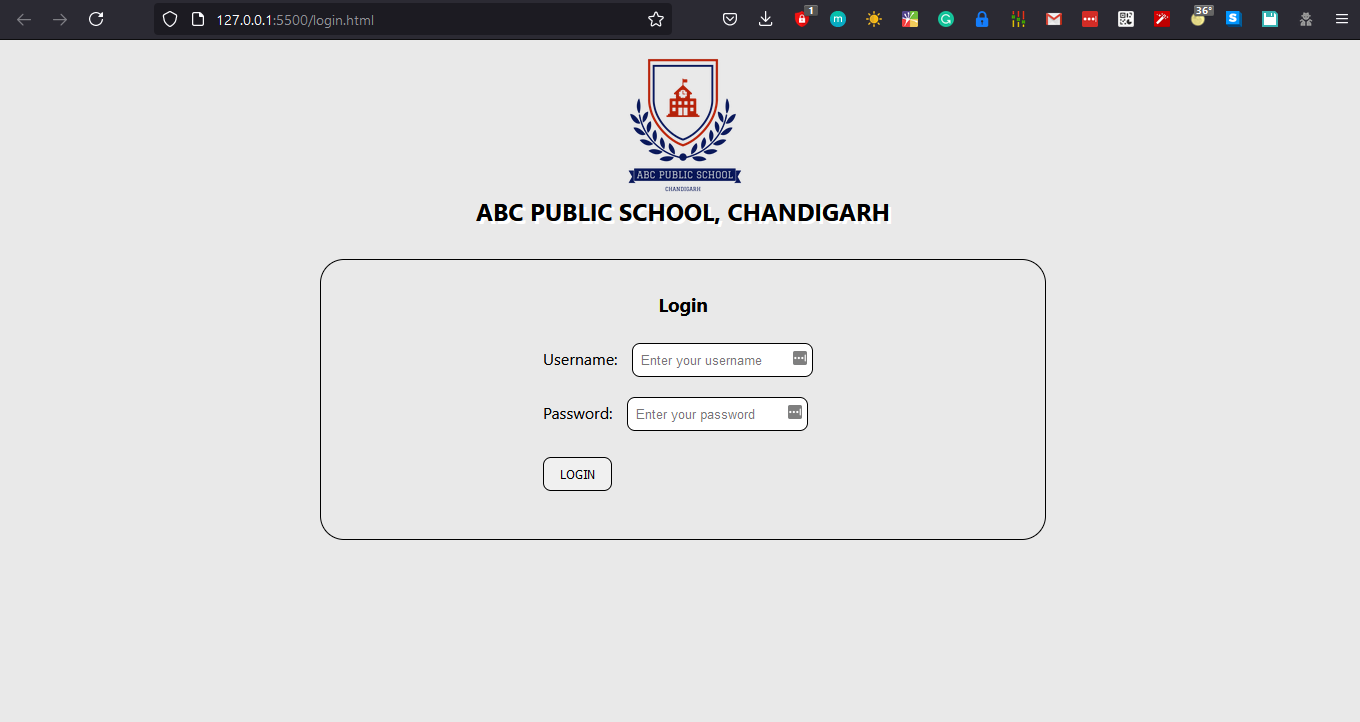 127.0.0.1:5500/login.html
1
36°
ABC PUBLIC SCHOOL
CHANDIGARH
ABC PUBLIC SCHOOL, CHANDIGARH
Login
Username: Enter your username
Password: Enter your password
LOGIN